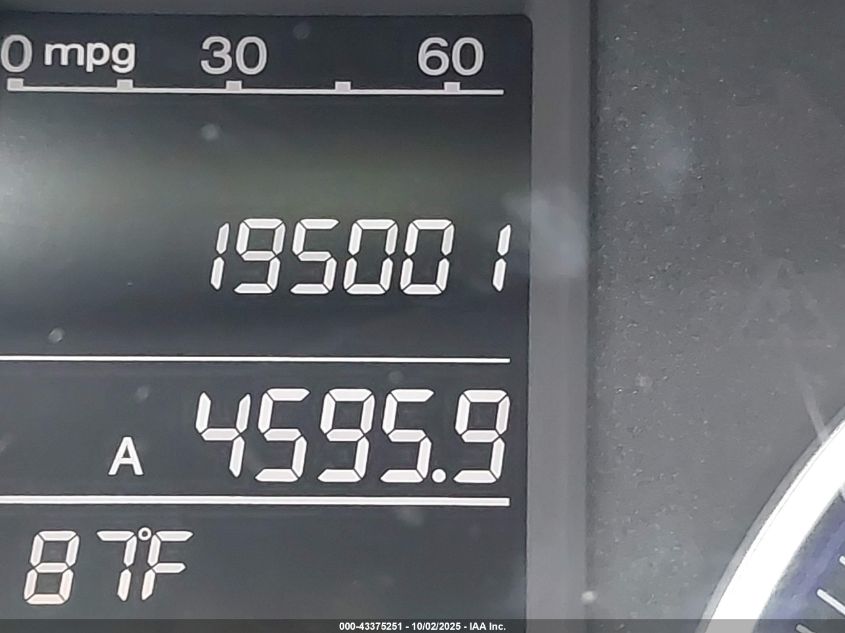 0 mpg 30 60
195001
A 4595.9
87°F
000-43375251 - 10/02/2025 - IAA Inc.